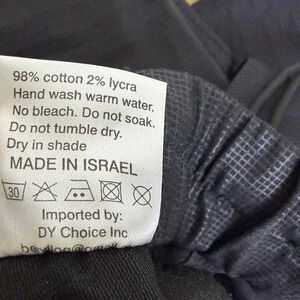 98% cotton 2% lycra
Hand wash warm water.
No bleach. Do not soak.
Do not tumble dry.
Dry in shade
MADE IN ISRAEL
30
Imported by:
DY Choice Inc